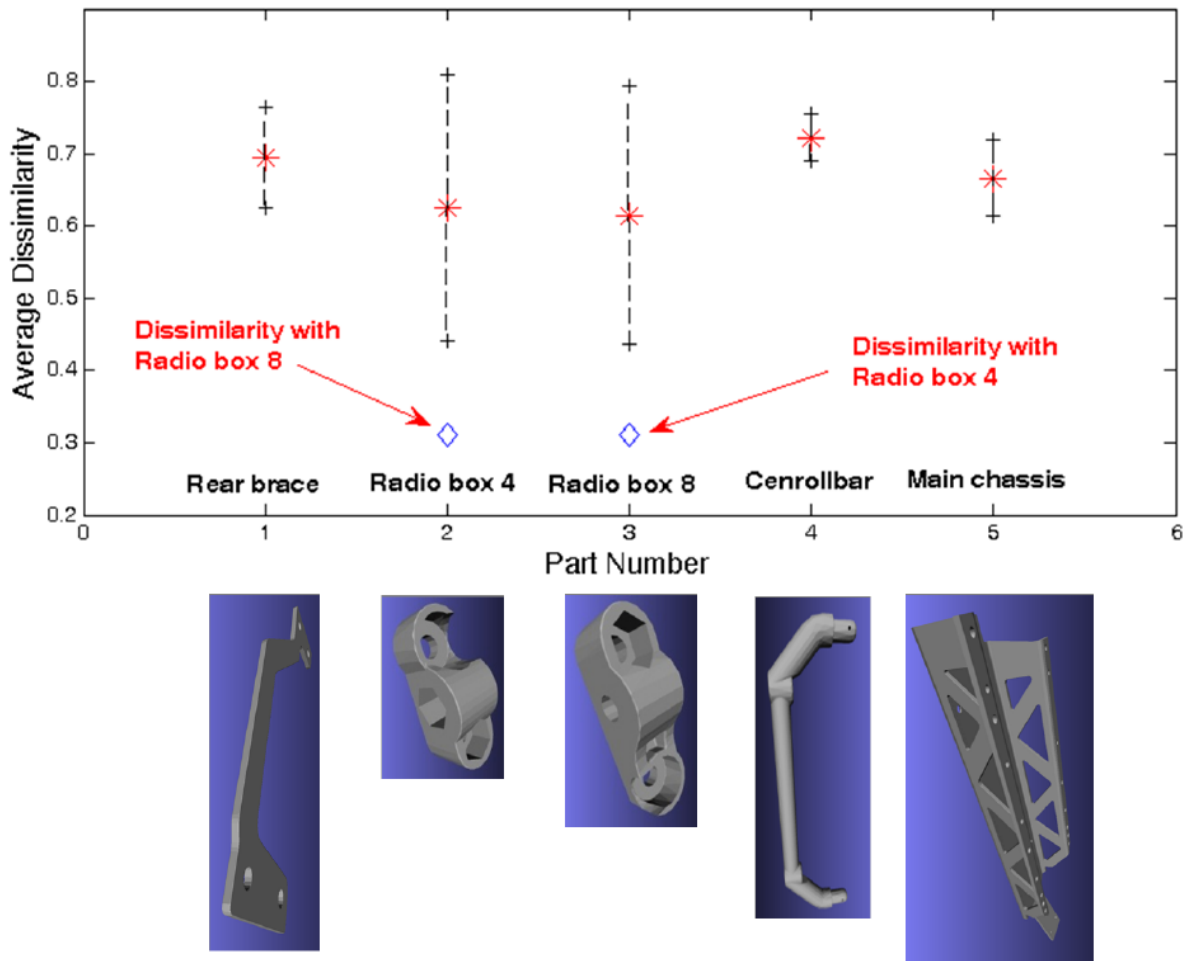 0.8
0.7
0.6
0.5
0.4
0.3
0.2
Average Dissimilarity
Dissimilarity with
Radio box 8
Dissimilarity with
Radio box 4
Rear brace
Radio box 4
Radio box 8
Cenrollbar
Main chassis
0 1 2 3 4 5 6
Part Number